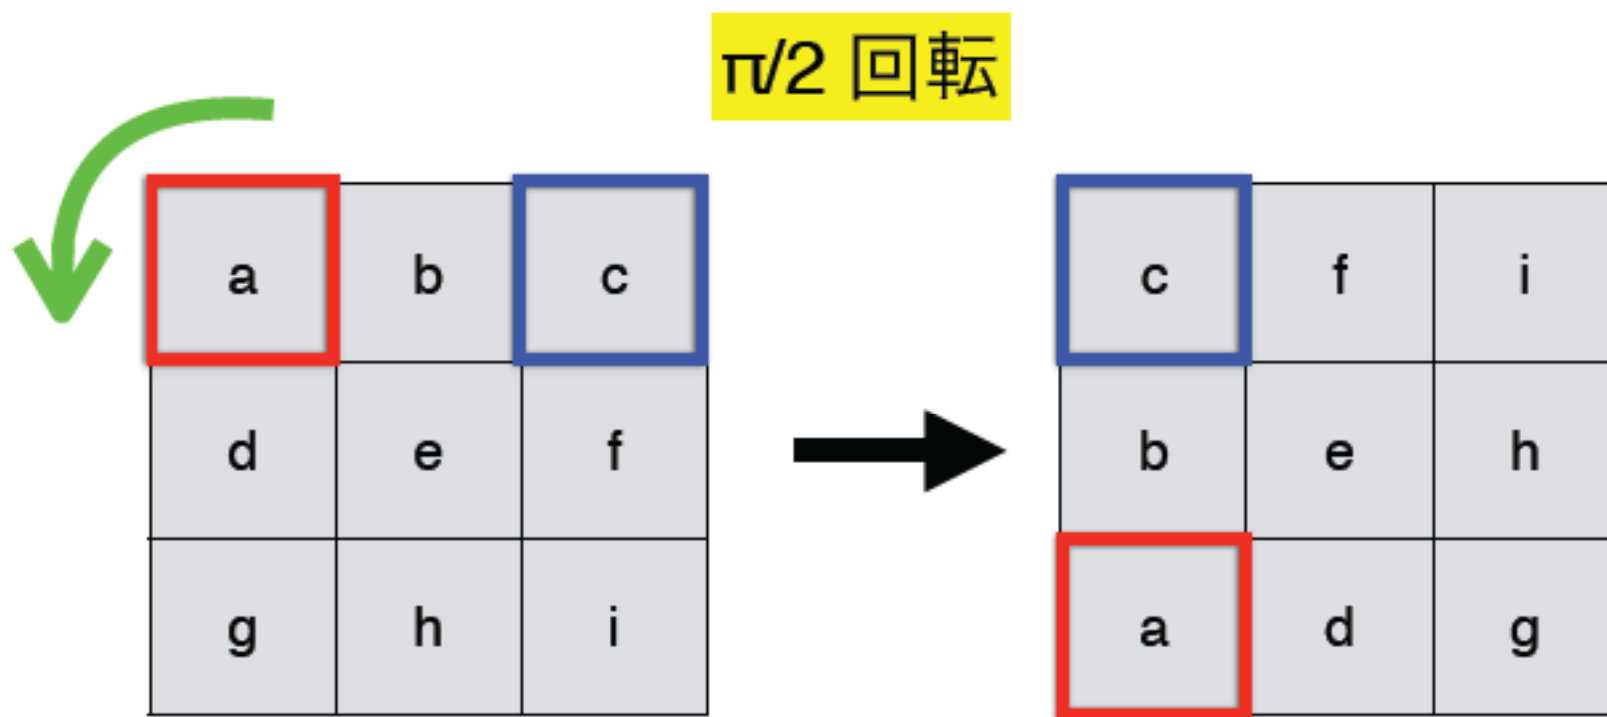 π/2 回転
a b c c f i
d e f b e h
g h i a d g